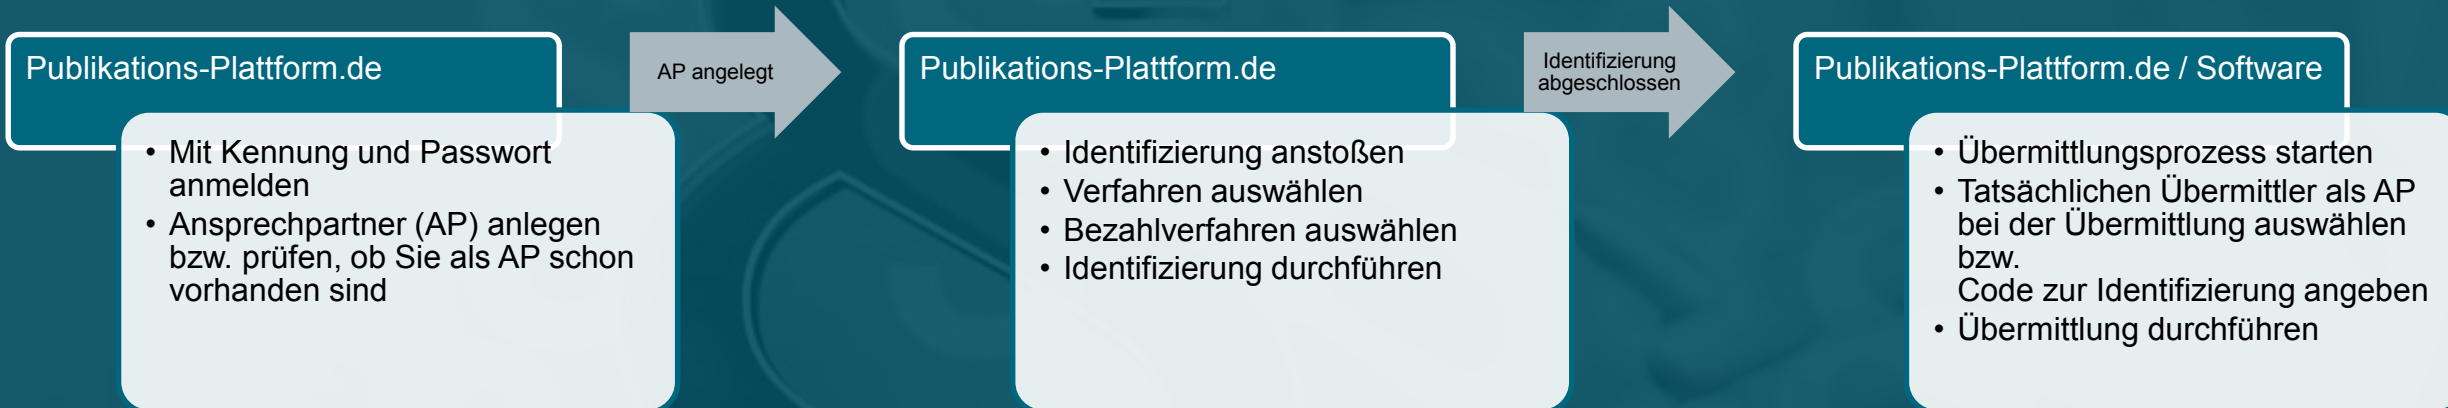 Publikations-Plattform.de
• Mit Kennung und Passwort
anmelden
• Ansprechpartner (AP) anlegen
bzw. prüfen, ob Sie als AP schon
vorhanden sind
AP angelegt
Publikations-Plattform.de
• Identifizierung anstoßen
• Verfahren auswählen
• Bezahlverfahren auswählen
• Identifizierung durchführen
Identifizierung
abgeschlossen
Publikations-Plattform.de / Software
• Übermittlungsprozess starten
• Tatsächlichen Übermittler als AP
bei der Übermittlung auswählen
bzw.
Code zur Identifizierung angeben
• Übermittlung durchführen